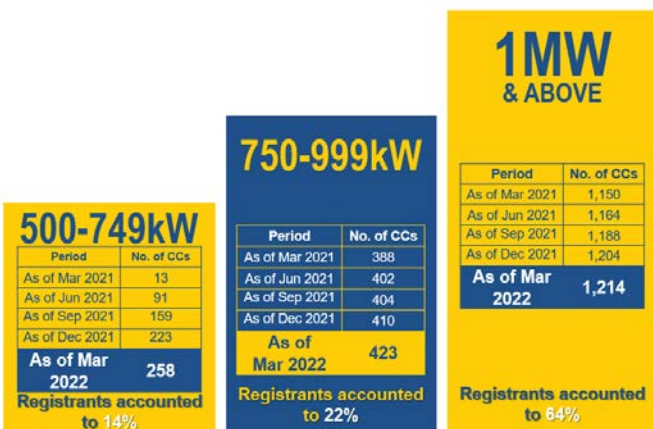 500-749kW
Period No. of CCs
As of Mar 2021 13
As of Jun 2021 91
As of Sep 2021 159
As of Dec 2021 223
As of Mar
2022 258
Registrants accounted
to 14%
750-999kW
Period No. of CCs
As of Mar 2021 388
As of Jun 2021 402
As of Sep 2021 404
As of Dec 2021 410
As of
Mar 2022 423
Registrants accounted
to 22%
1MW
& ABOVE
Period No. of CCs
As of Mar 2021 1,150
As of Jun 2021 1,164
As of Sep 2021 1,188
As of Dec 2021 1,204
As of Mar
2022 1,214
Registrants accounted
to 64%